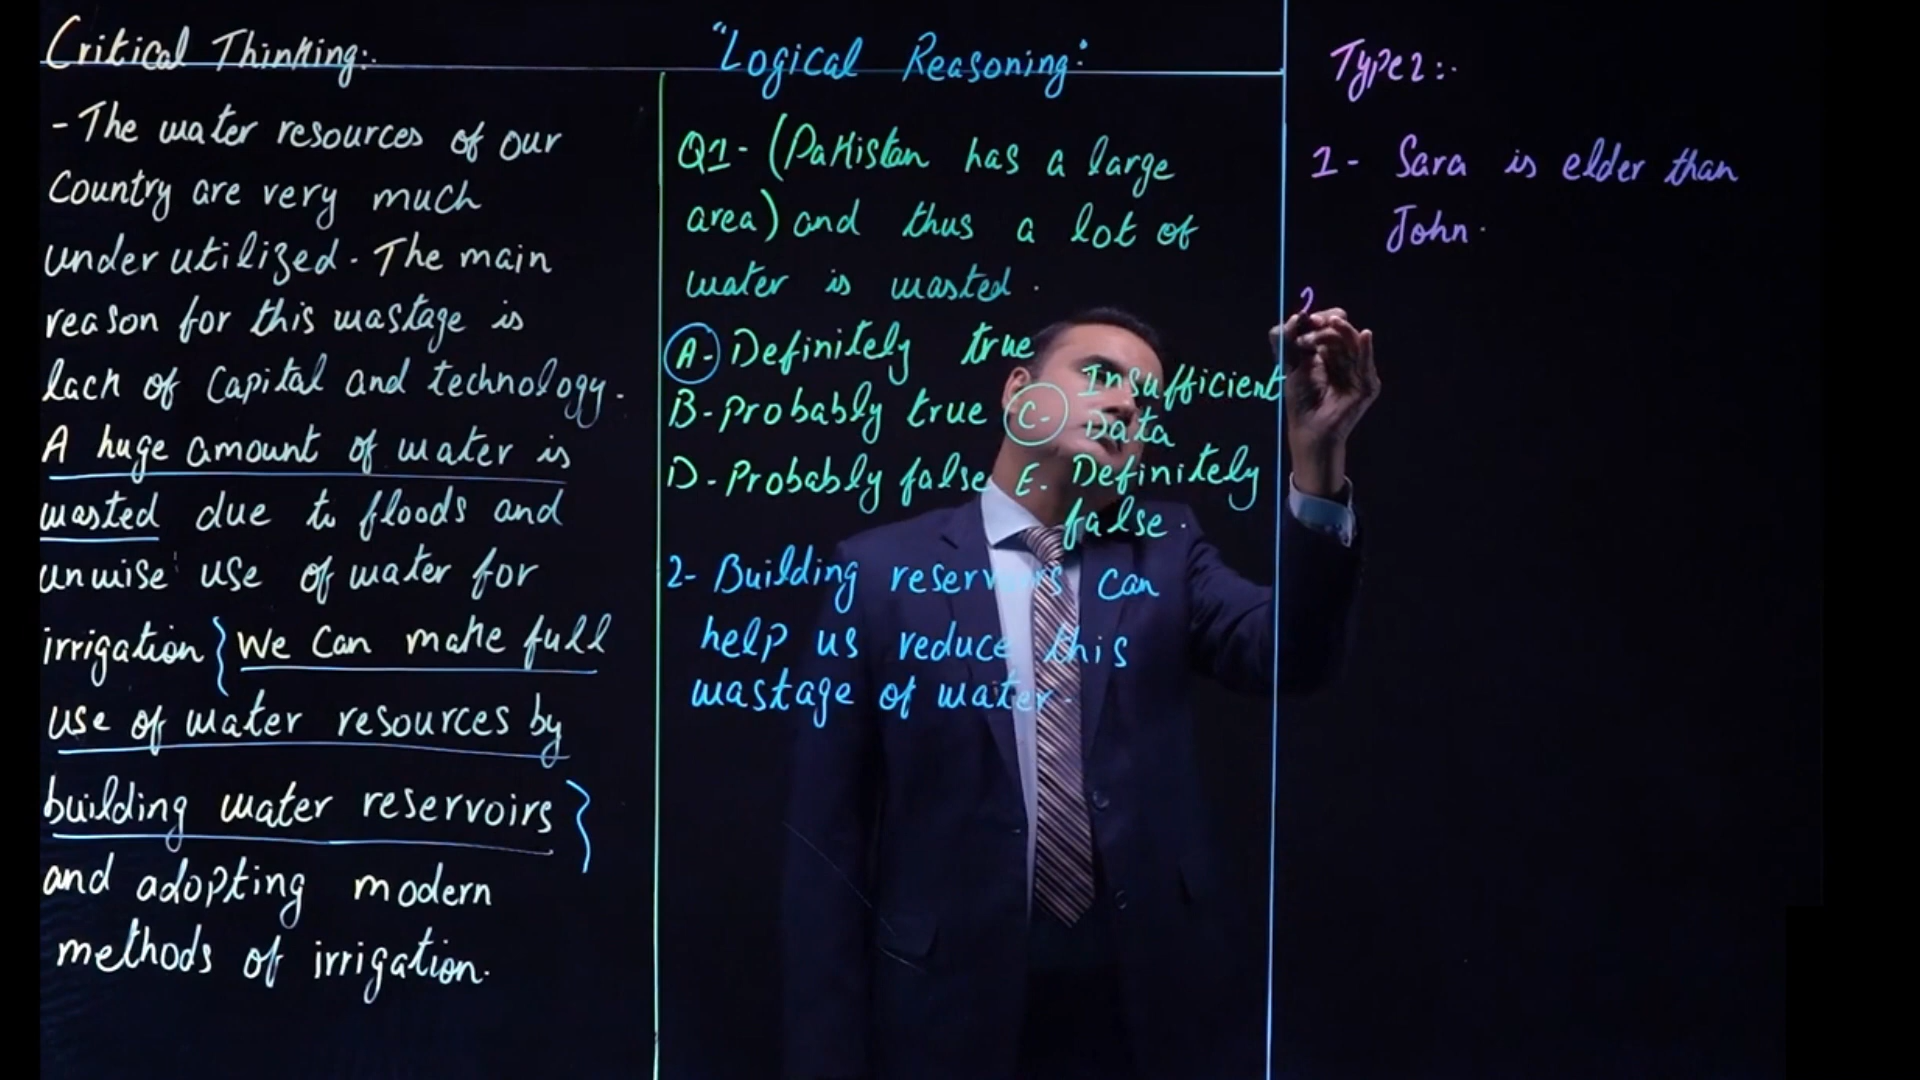 Critical Thinking:.
- The water resources of our
Country are very much
under utilized. The main
reason for this wastage is
lack of Capital and technology.
A huge amount of water is
wasted due to floods and
unwise use of water for
irrigation } We Can make full
use of water resources by
building water reservoirs }
and adopting modern
methods of irrigation.
"Logical Reasoning:"
Q1- (Pakistan has a large
area) and thus a lot of
water is wasted.
A- Definitely true
B- Probably true C- Insufficient
Data
D- Probably false E. Definitely
false.
2- Building reservoirs can
help us reduce this
wastage of water.
Type 2:.
1- Sara is elder than
John.
2